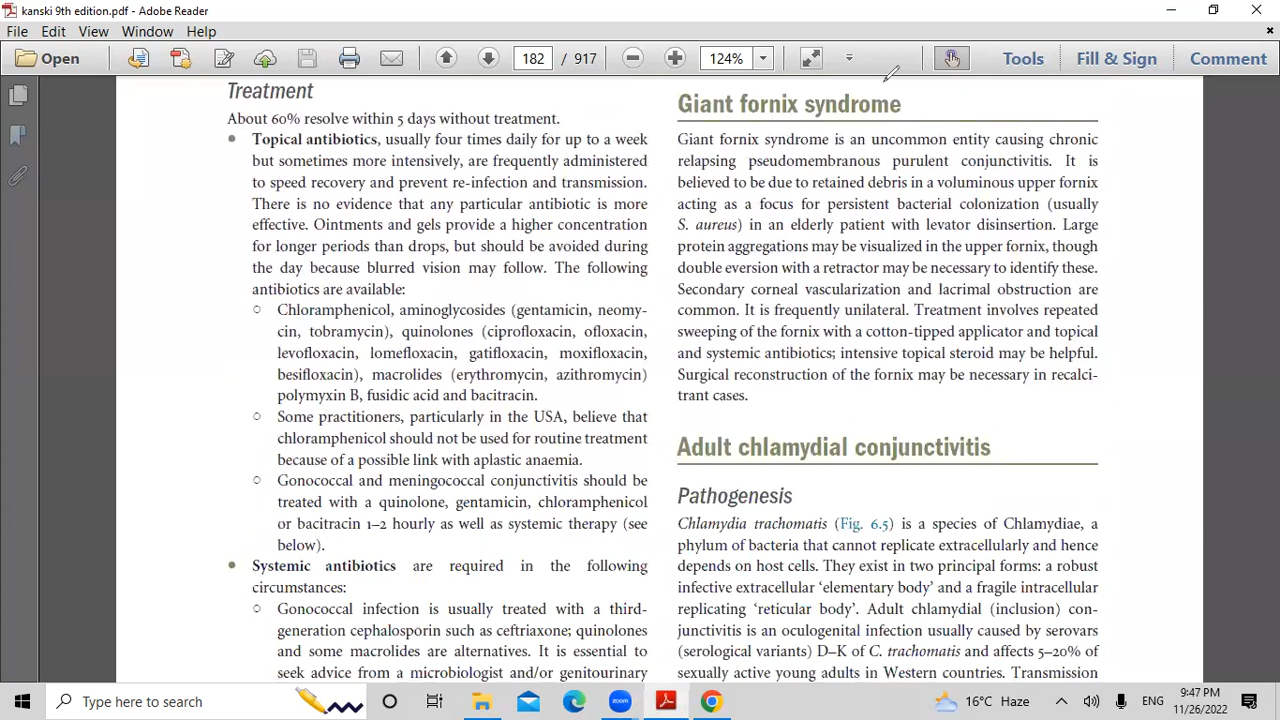 kanski 9th edition.pdf - Adobe Reader
File Edit View Window Help
Open 182 / 917 124% Tools Fill & Sign Comment
Treatment
About 60% resolve within 5 days without treatment.
Topical antibiotics, usually four times daily for up to a week
but sometimes more intensively, are frequently administered
to speed recovery and prevent re-infection and transmission.
There is no evidence that any particular antibiotic is more
effective. Ointments and gels provide a higher concentration
for longer periods than drops, but should be avoided during
the day because blurred vision may follow. The following
antibiotics are available:
Chloramphenicol, aminoglycosides (gentamicin, neomy-
cin, tobramycin), quinolones (ciprofloxacin, ofloxacin,
levofloxacin, lomefloxacin, gatifloxacin, moxifloxacin,
besifloxacin), macrolides (erythromycin, azithromycin)
polymyxin B, fusidic acid and bacitracin.
Some practitioners, particularly in the USA, believe that
chloramphenicol should not be used for routine treatment
because of a possible link with aplastic anaemia.
Gonococcal and meningococcal conjunctivitis should be
treated with a quinolone, gentamicin, chloramphenicol
or bacitracin 1–2 hourly as well as systemic therapy (see
below).
Systemic antibiotics are required in the following
circumstances:
Gonococcal infection is usually treated with a third-
generation cephalosporin such as ceftriaxone; quinolones
and some macrolides are alternatives. It is essential to
seek advice from a microbiologist and/or genitourinary
Giant fornix syndrome
Giant fornix syndrome is an uncommon entity causing chronic
relapsing pseudomembranous purulent conjunctivitis. It is
believed to be due to retained debris in a voluminous upper fornix
acting as a focus for persistent bacterial colonization (usually
S. aureus) in an elderly patient with levator disinsertion. Large
protein aggregations may be visualized in the upper fornix, though
double eversion with a retractor may be necessary to identify these.
Secondary corneal vascularization and lacrimal obstruction are
common. It is frequently unilateral. Treatment involves repeated
sweeping of the fornix with a cotton-tipped applicator and topical
and systemic antibiotics; intensive topical steroid may be helpful.
Surgical reconstruction of the fornix may be necessary in recalci-
trant cases.
Adult chlamydial conjunctivitis
Pathogenesis
Chlamydia trachomatis (Fig. 6.5) is a species of Chlamydiae, a
phylum of bacteria that cannot replicate extracellularly and hence
depends on host cells. They exist in two principal forms: a robust
infective extracellular ‘elementary body’ and a fragile intracellular
replicating ‘reticular body’. Adult chlamydial (inclusion) con-
junctivitis is an oculogenital infection usually caused by serovars
(serological variants) D–K of C. trachomatis and affects 5–20% of
sexually active young adults in Western countries. Transmission
Type here to search 16°C Haze ENG 9:47 PM
11/26/2022